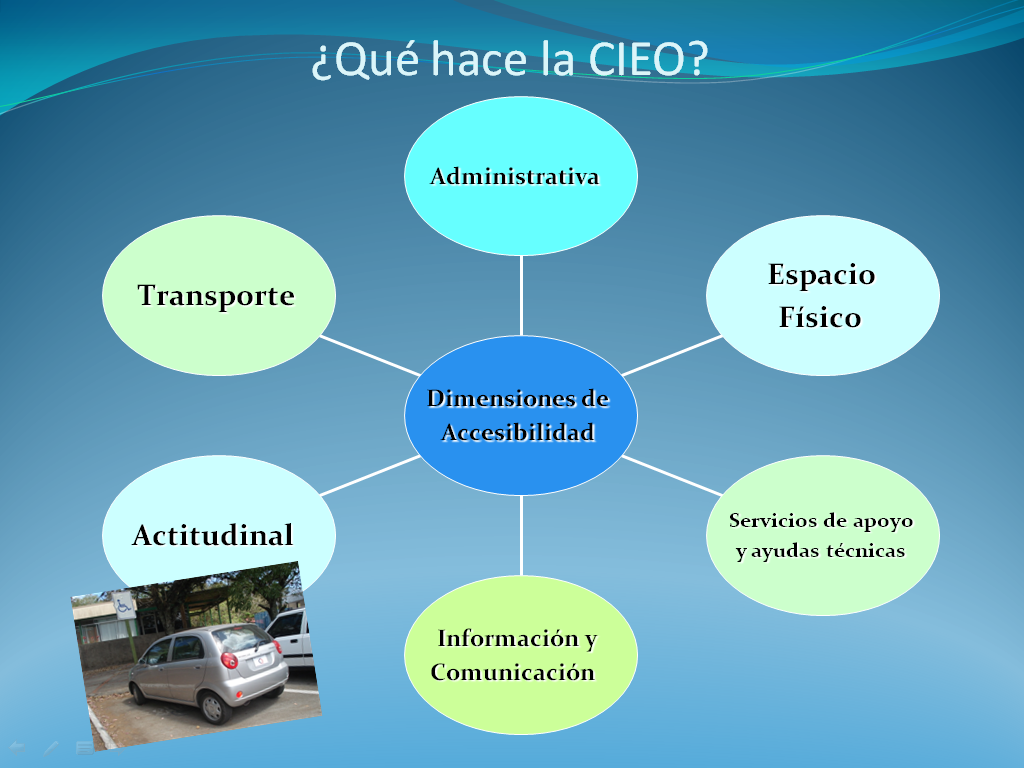 ¿Qué hace la CIEO?
Administrativa
Espacio
Físico
Servicios de apoyo
y ayudas técnicas
Información y
Comunicación
Actitudinal
Transporte
Dimensiones de
Accesibilidad